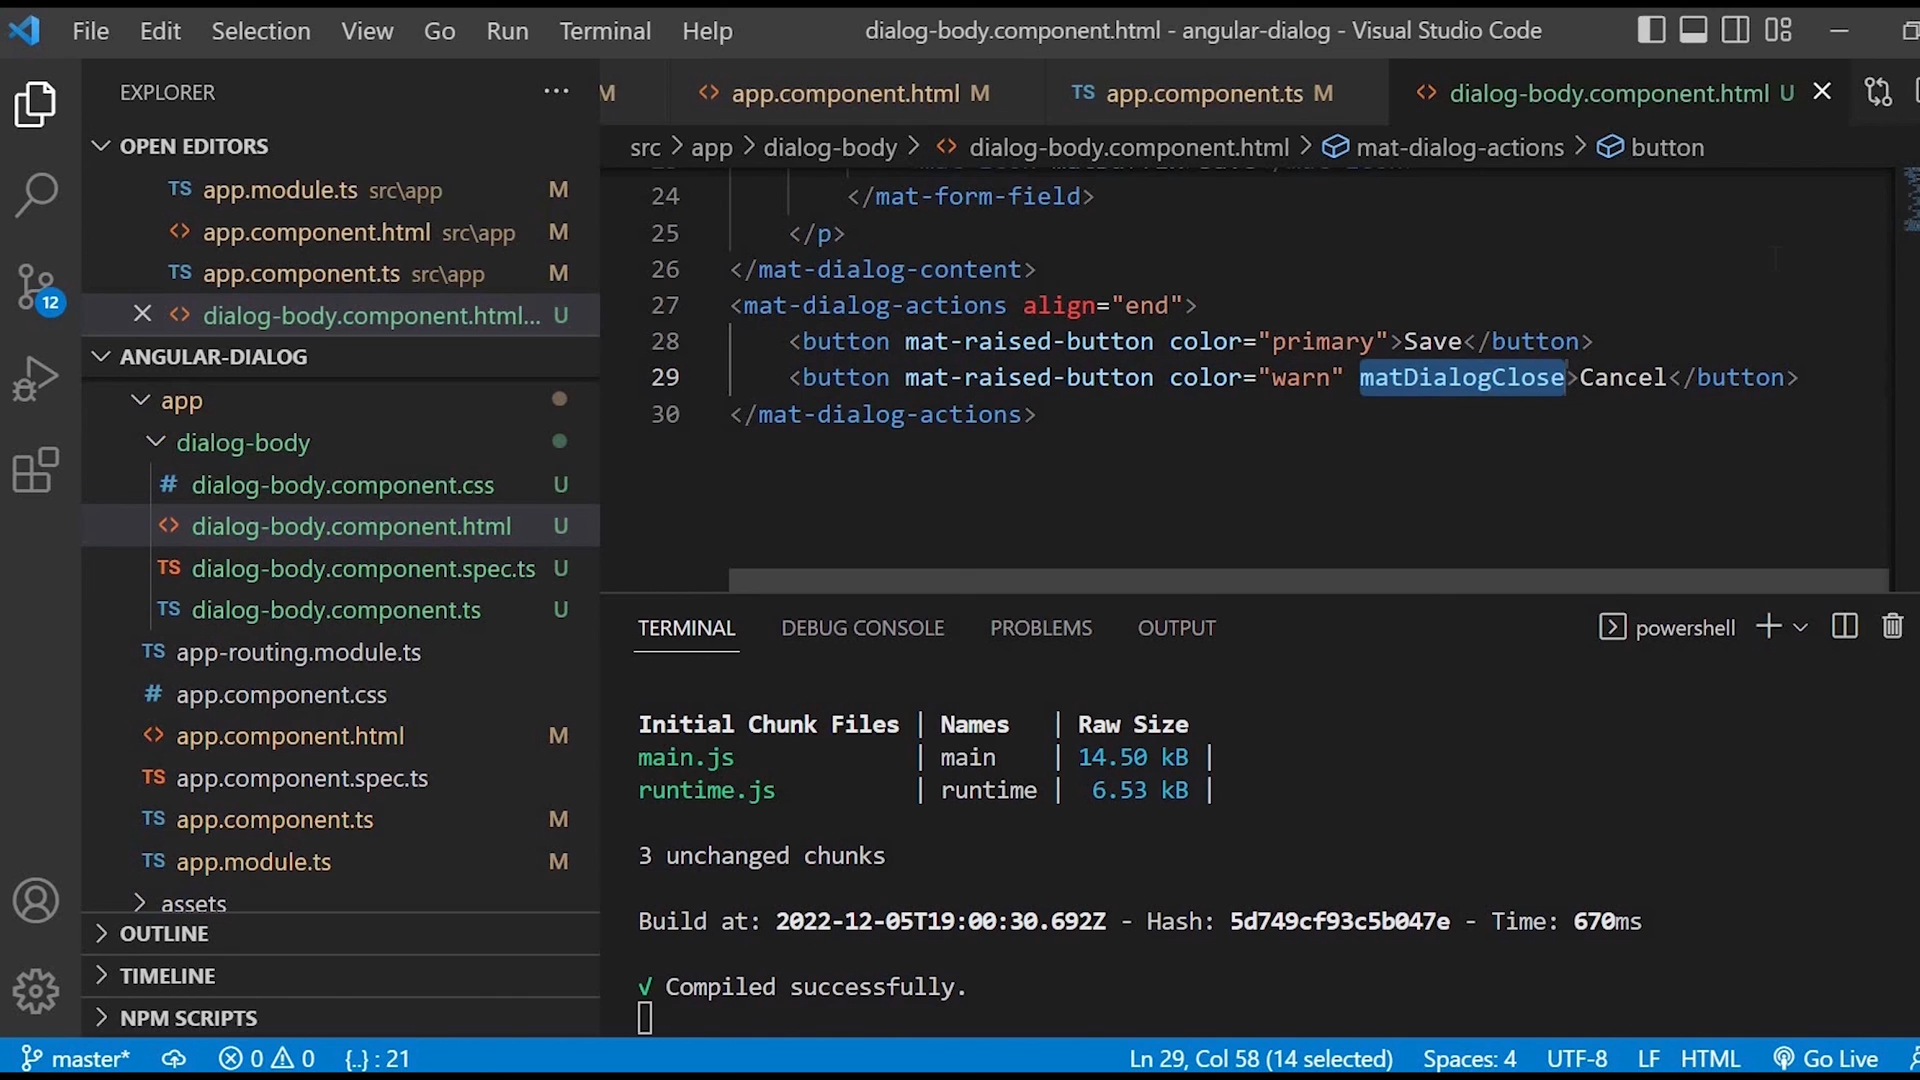 File Edit Selection View Go Run Terminal Help dialog-body.component.html - angular-dialog - Visual Studio Code
EXPLORER
OPEN EDITORS
TS app.module.ts src\app M
<> app.component.html src\app M
TS app.component.ts src\app M
<> dialog-body.component.html... U
ANGULAR-DIALOG
app
dialog-body
# dialog-body.component.css U
<> dialog-body.component.html U
TS dialog-body.component.spec.ts U
TS dialog-body.component.ts U
TS app-routing.module.ts
# app.component.css
<> app.component.html M
TS app.component.spec.ts
TS app.component.ts M
TS app.module.ts M
assets
OUTLINE
TIMELINE
NPM SCRIPTS
12
M <> app.component.html M TS app.component.ts M <> dialog-body.component.html U
src > app > dialog-body > <> dialog-body.component.html > mat-dialog-actions > button
24 </mat-form-field>
25 </p>
26 </mat-dialog-content>
27 <mat-dialog-actions align="end">
28 <button mat-raised-button color="primary">Save</button>
29 <button mat-raised-button color="warn" matDialogClose>Cancel</button>
30 </mat-dialog-actions>
TERMINAL DEBUG CONSOLE PROBLEMS OUTPUT powershell
Initial Chunk Files | Names | Raw Size
main.js | main | 14.50 kB |
runtime.js | runtime | 6.53 kB |
3 unchanged chunks
Build at: 2022-12-05T19:00:30.692Z - Hash: 5d749cf93c5b047e - Time: 670ms
√ Compiled successfully.
master* 0 0 {..} : 21 Ln 29, Col 58 (14 selected) Spaces: 4 UTF-8 LF HTML Go Live